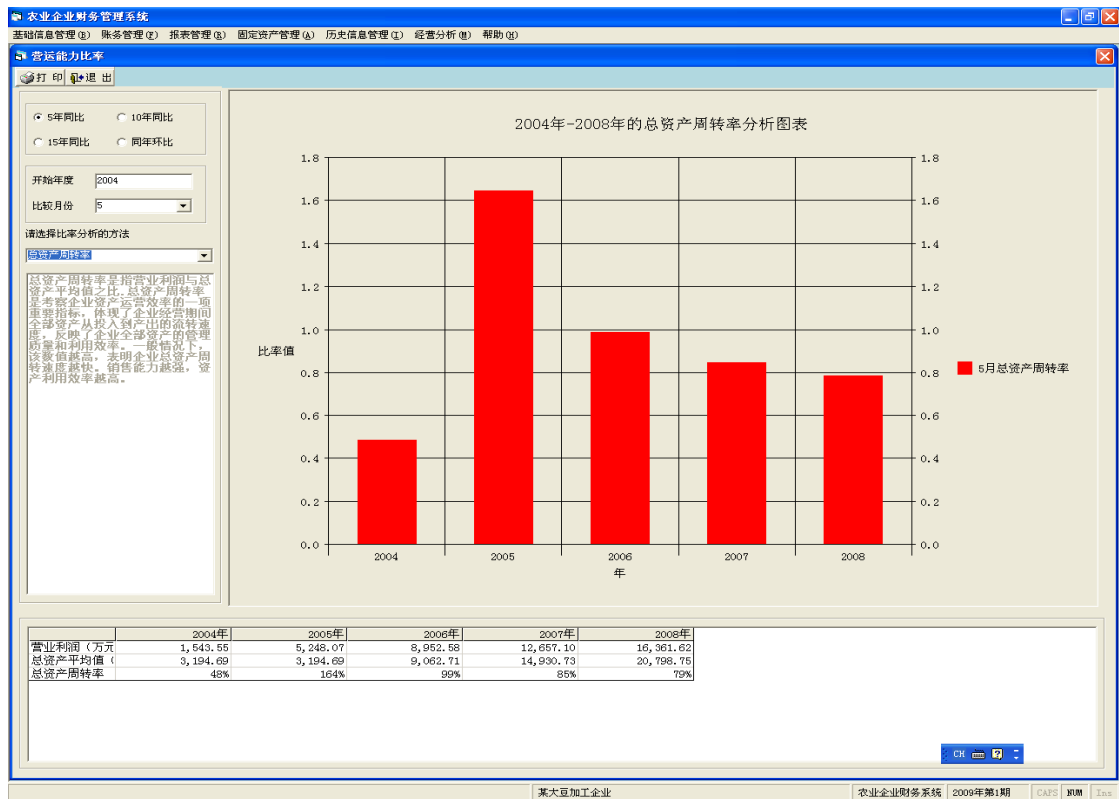 农业企业财务管理系统
基础信息管理(B) 账务管理(F) 报表管理(R) 固定资产管理(A) 历史信息管理(I) 经营分析(M) 帮助(H)
营运能力比率
打 印 退 出
5年同比 10年同比
15年同比 同年环比
开始年度 2004
比较月份 5
请选择比率分析的方法
总资产周转率
总资产周转率是指营业利润与总
资产平均值之比.总资产周转率
是考察企业资产运营效率的一项
重要指标，体现了企业经营期间
全部资产从投入到产出的流转速
度，反映了企业全部资产的管理
质量和利用效率。一般情况下，
该数值越高，表明企业总资产周
转速度越快。销售能力越强，资
产利用效率越高。
2004年-2008年的总资产周转率分析图表
1.8 1.8
1.6 1.6
1.4 1.4
1.2 1.2
1.0 1.0
比率值
0.8 0.8
5月总资产周转率
0.6 0.6
0.4 0.4
0.2 0.2
0.0 0.0
2004 2005 2006 2007 2008
年
2004年 2005年 2006年 2007年 2008年
营业利润（万元 1,543.55 5,248.07 8,952.58 12,657.10 16,361.62
总资产平均值（ 3,194.69 3,194.69 9,062.71 14,930.73 20,798.75
总资产周转率 48% 164% 99% 85% 79%
CH
某大豆加工企业 农业企业财务系统 2009年第1期 CAPS NUM Ins